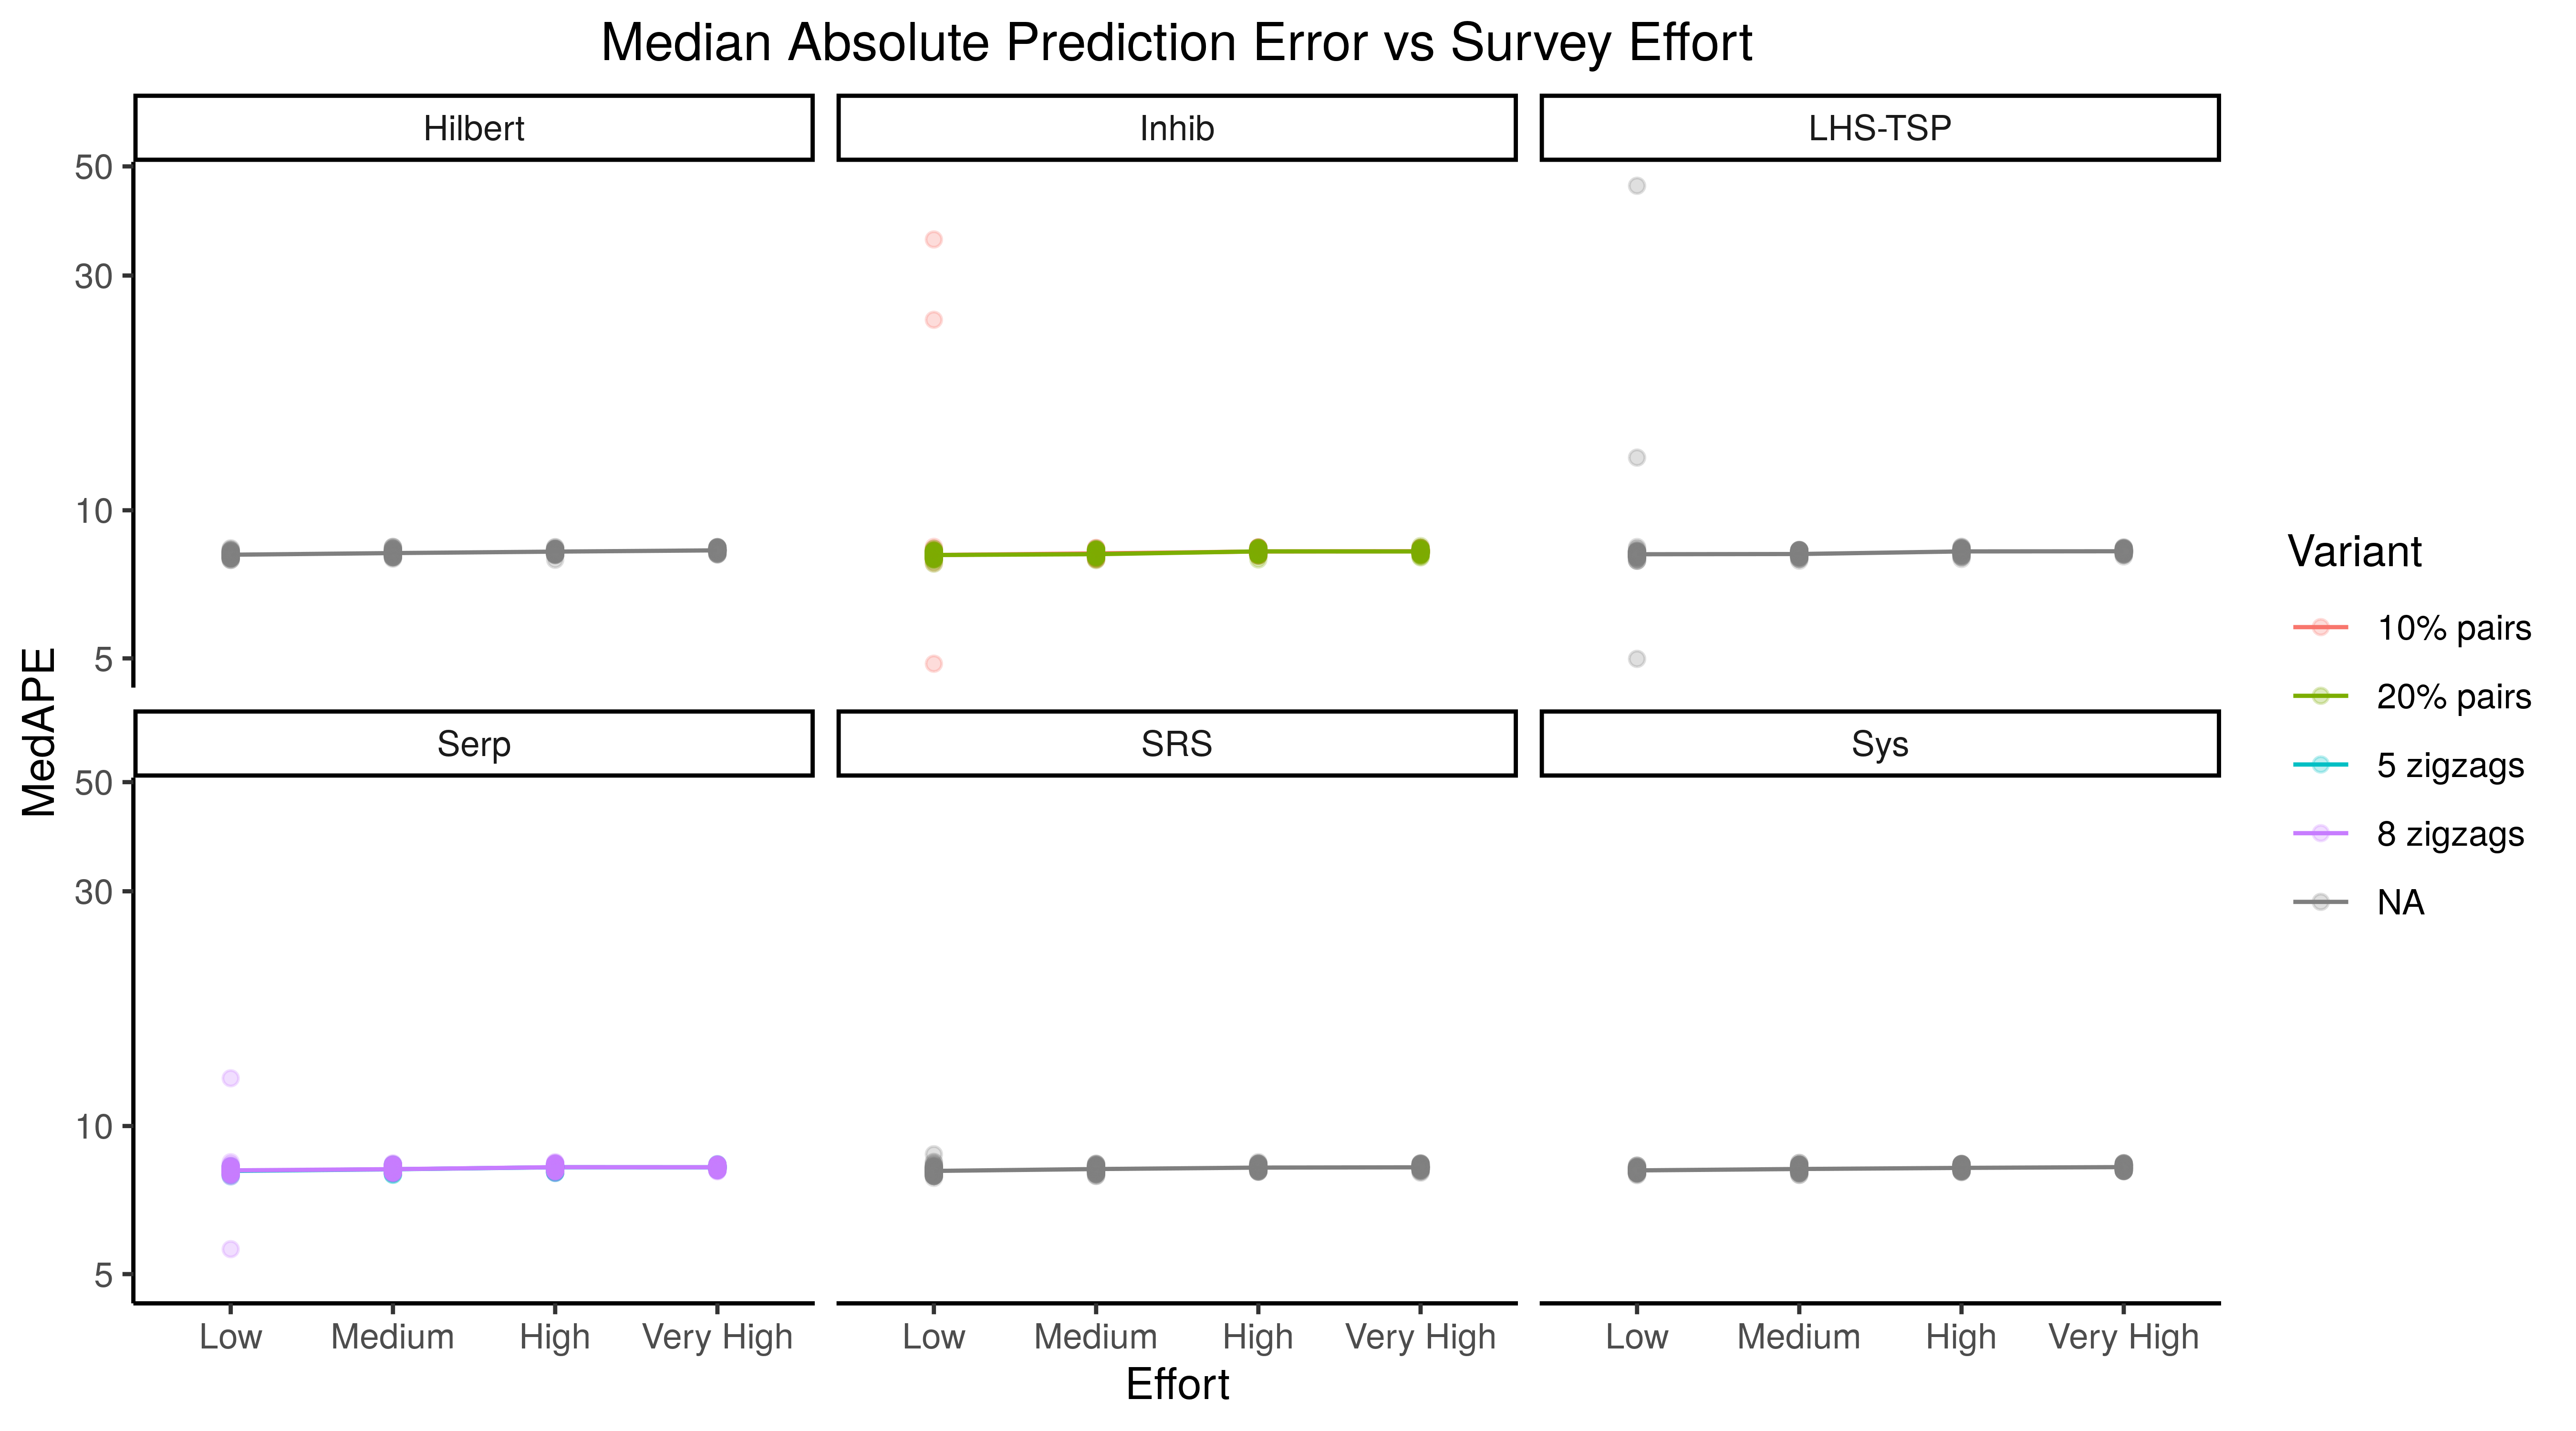 Median Absolute Prediction Error vs Survey Effort
Hilbert
Inhib
LHS-TSP
50
30
10
5
MedAPE
Serp
SRS
Sys
50
30
10
5
Low Medium High Very High
Low Medium High Very High
Low Medium High Very High
Effort
Variant
10% pairs
20% pairs
5 zigzags
8 zigzags
NA